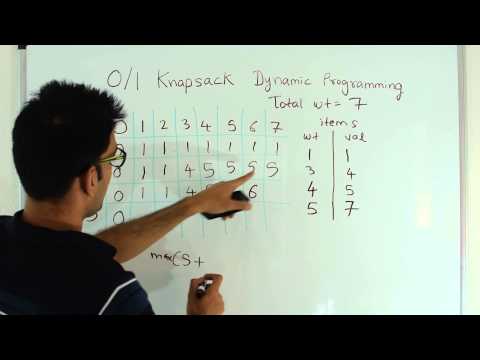 0/1 Knapsack Dynamic Programming
Total wt = 7
items
wt val
0 1 2 3 4 5 6 7
0 1 1 1 1 1 1 1
0 1 1 4 5 5 5 5
0 1 1 4 6
0
1 1
3 4
4 5
5 7
max(5 +